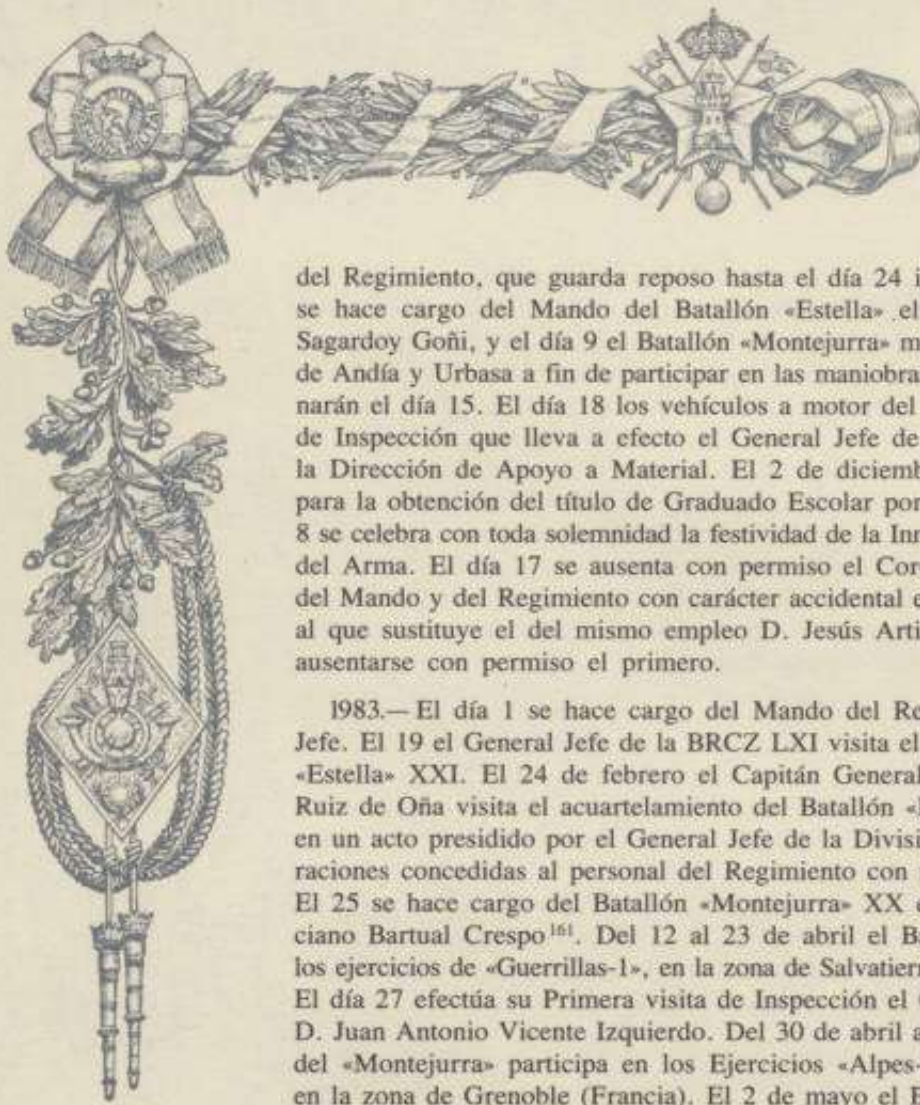 del Regimiento, que guarda reposo hasta el día 24 i
se hace cargo del Mando del Batallón «Estella» el
Sagardoy Goñi, y el día 9 el Batallón «Montejurra» m
de Andía y Urbasa a fin de participar en las maniobra
narán el día 15. El día 18 los vehículos a motor del
de Inspección que lleva a efecto el General Jefe de
la Dirección de Apoyo a Material. El 2 de diciemb
para la obtención del título de Graduado Escolar por
8 se celebra con toda solemnidad la festividad de la Inn
del Arma. El día 17 se ausenta con permiso el Cor
del Mando y del Regimiento con carácter accidental e
al que sustituye el del mismo empleo D. Jesús Arti
ausentarse con permiso el primero.
1983.— El día 1 se hace cargo del Mando del Re
Jefe. El 19 el General Jefe de la BRCZ LXI visita el
«Estella» XXI. El 24 de febrero el Capitán General
Ruiz de Oña visita el acuartelamiento del Batallón «
en un acto presidido por el General Jefe de la Divisi
raciones concedidas al personal del Regimiento con
El 25 se hace cargo del Batallón «Montejurra» XX
ciano Bartual Crespo¹⁶¹. Del 12 al 23 de abril el Ba
los ejercicios de «Guerrillas-1», en la zona de Salvatierr
El día 27 efectúa su Primera visita de Inspección el
D. Juan Antonio Vicente Izquierdo. Del 30 de abril a
del «Montejurra» participa en los Ejercicios «Alpes-
en la zona de Grenoble (Francia). El 2 de mayo el